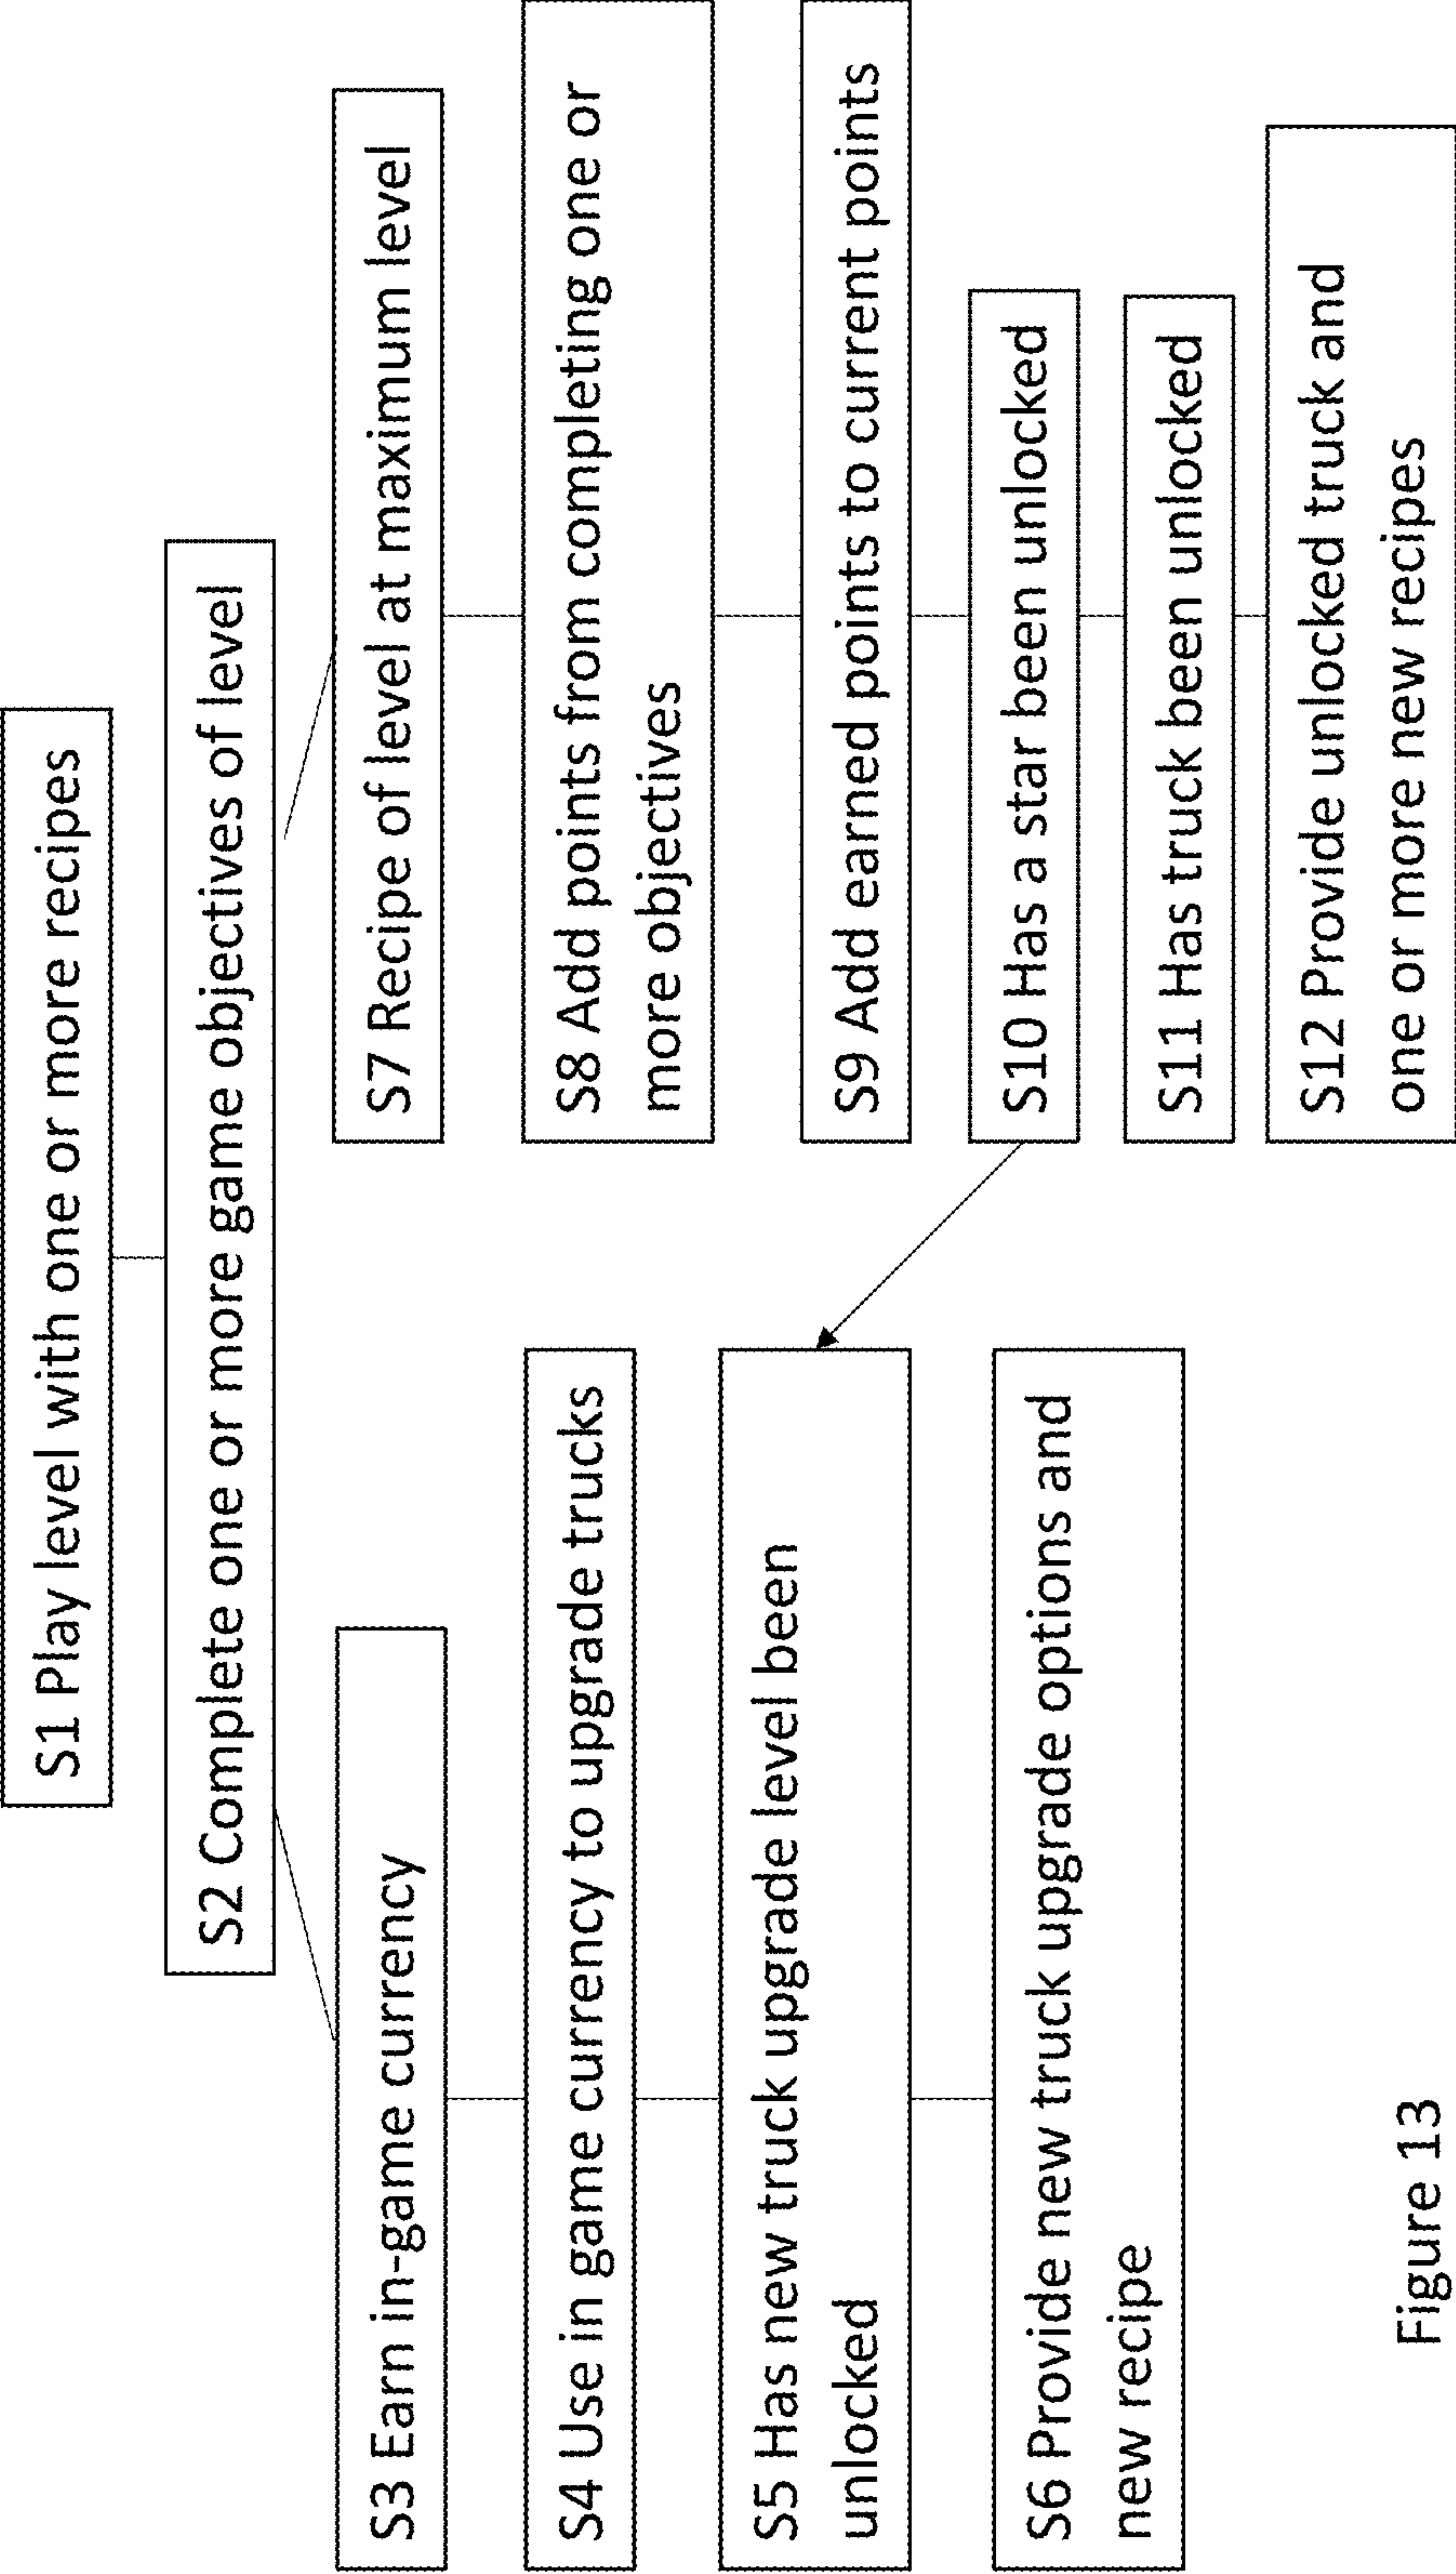 S1 Play level with one or more recipes
S2 Complete one or more game objectives of level
S3 Earn in-game currency
S4 Use in game currency to upgrade trucks
S5 Has new truck upgrade level been
unlocked
S6 Provide new truck upgrade options and
new recipe
S7 Recipe of level at maximum level
S8 Add points from completing one or
more objectives
S9 Add earned points to current points
S10 Has a star been unlocked
S11 Has truck been unlocked
S12 Provide unlocked truck and
one or more new recipes
Figure 13